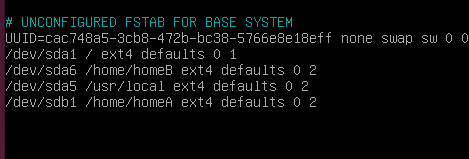 # UNCONFIGURED FSTAB FOR BASE SYSTEM
UUID=cac748a5-3cb8-472b-bc38-5766e8e18eff none swap sw 0 0
/dev/sda1 / ext4 defaults 0 1
/dev/sda6 /home/homeB ext4 defaults 0 2
/dev/sda5 /usr/local ext4 defaults 0 2
/dev/sdb1 /home/homeA ext4 defaults 0 2